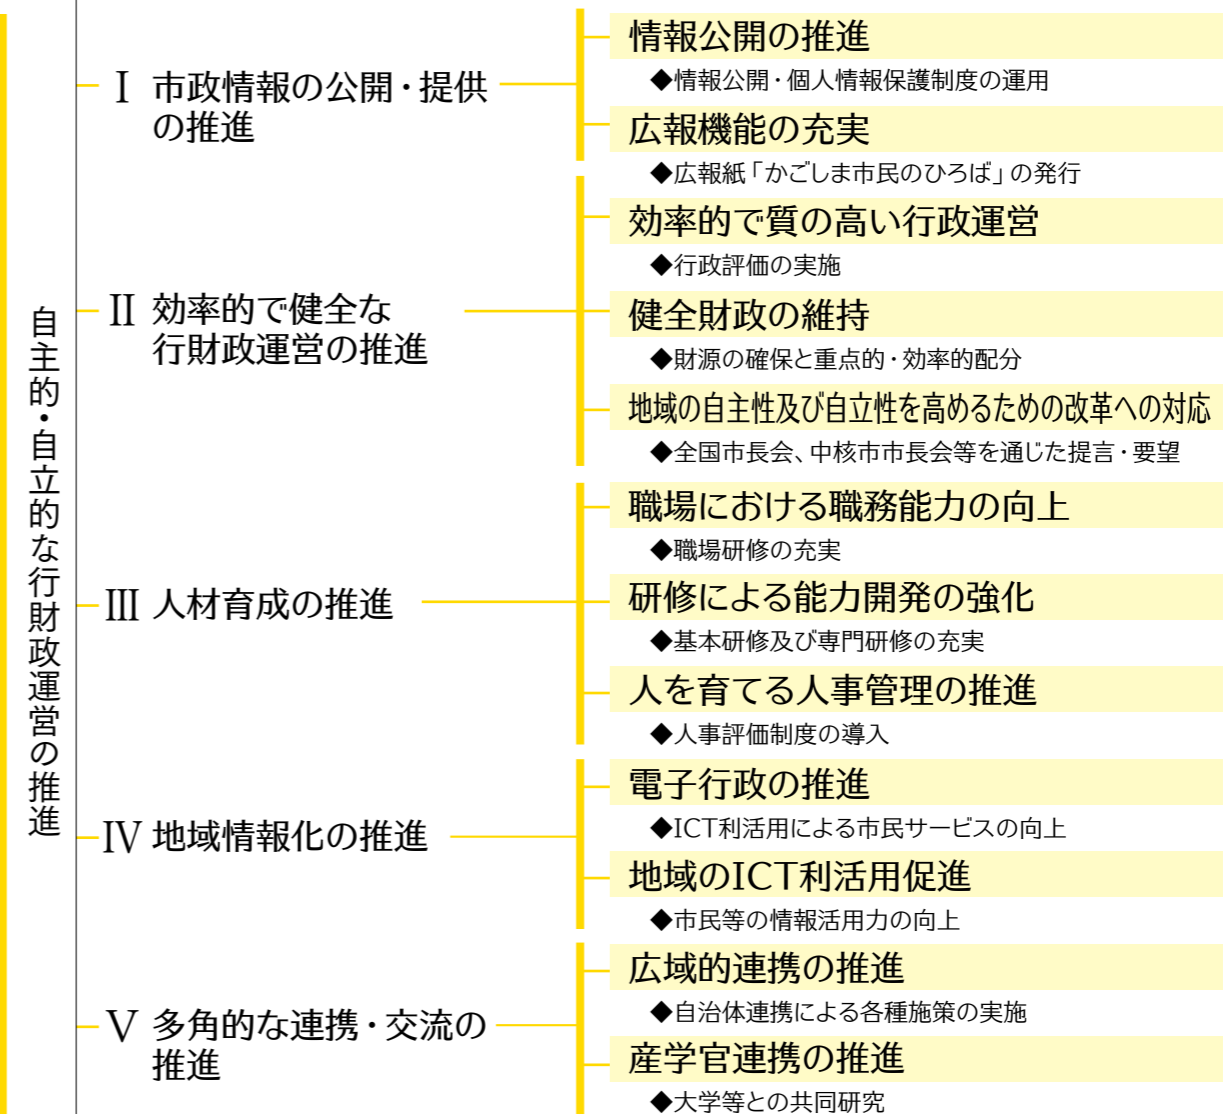 自主的・自立的な行財政運営の推進
Ⅰ 市政情報の公開・提供
の推進
情報公開の推進
◆情報公開・個人情報保護制度の運用
広報機能の充実
◆広報紙「かごしま市民のひろば」の発行
Ⅱ 効率的で健全な
行財政運営の推進
効率的で質の高い行政運営
◆行政評価の実施
健全財政の維持
◆財源の確保と重点的・効率的配分
地域の自主性及び自立性を高めるための改革への対応
◆全国市長会、中核市市長会等を通じた提言・要望
Ⅲ 人材育成の推進
職場における職務能力の向上
◆職場研修の充実
研修による能力開発の強化
◆基本研修及び専門研修の充実
人を育てる人事管理の推進
◆人事評価制度の導入
Ⅳ 地域情報化の推進
電子行政の推進
◆ICT利活用による市民サービスの向上
地域のICT利活用促進
◆市民等の情報活用力の向上
Ⅴ 多角的な連携・交流の
推進
広域的連携の推進
◆自治体連携による各種施策の実施
産学官連携の推進
◆大学等との共同研究